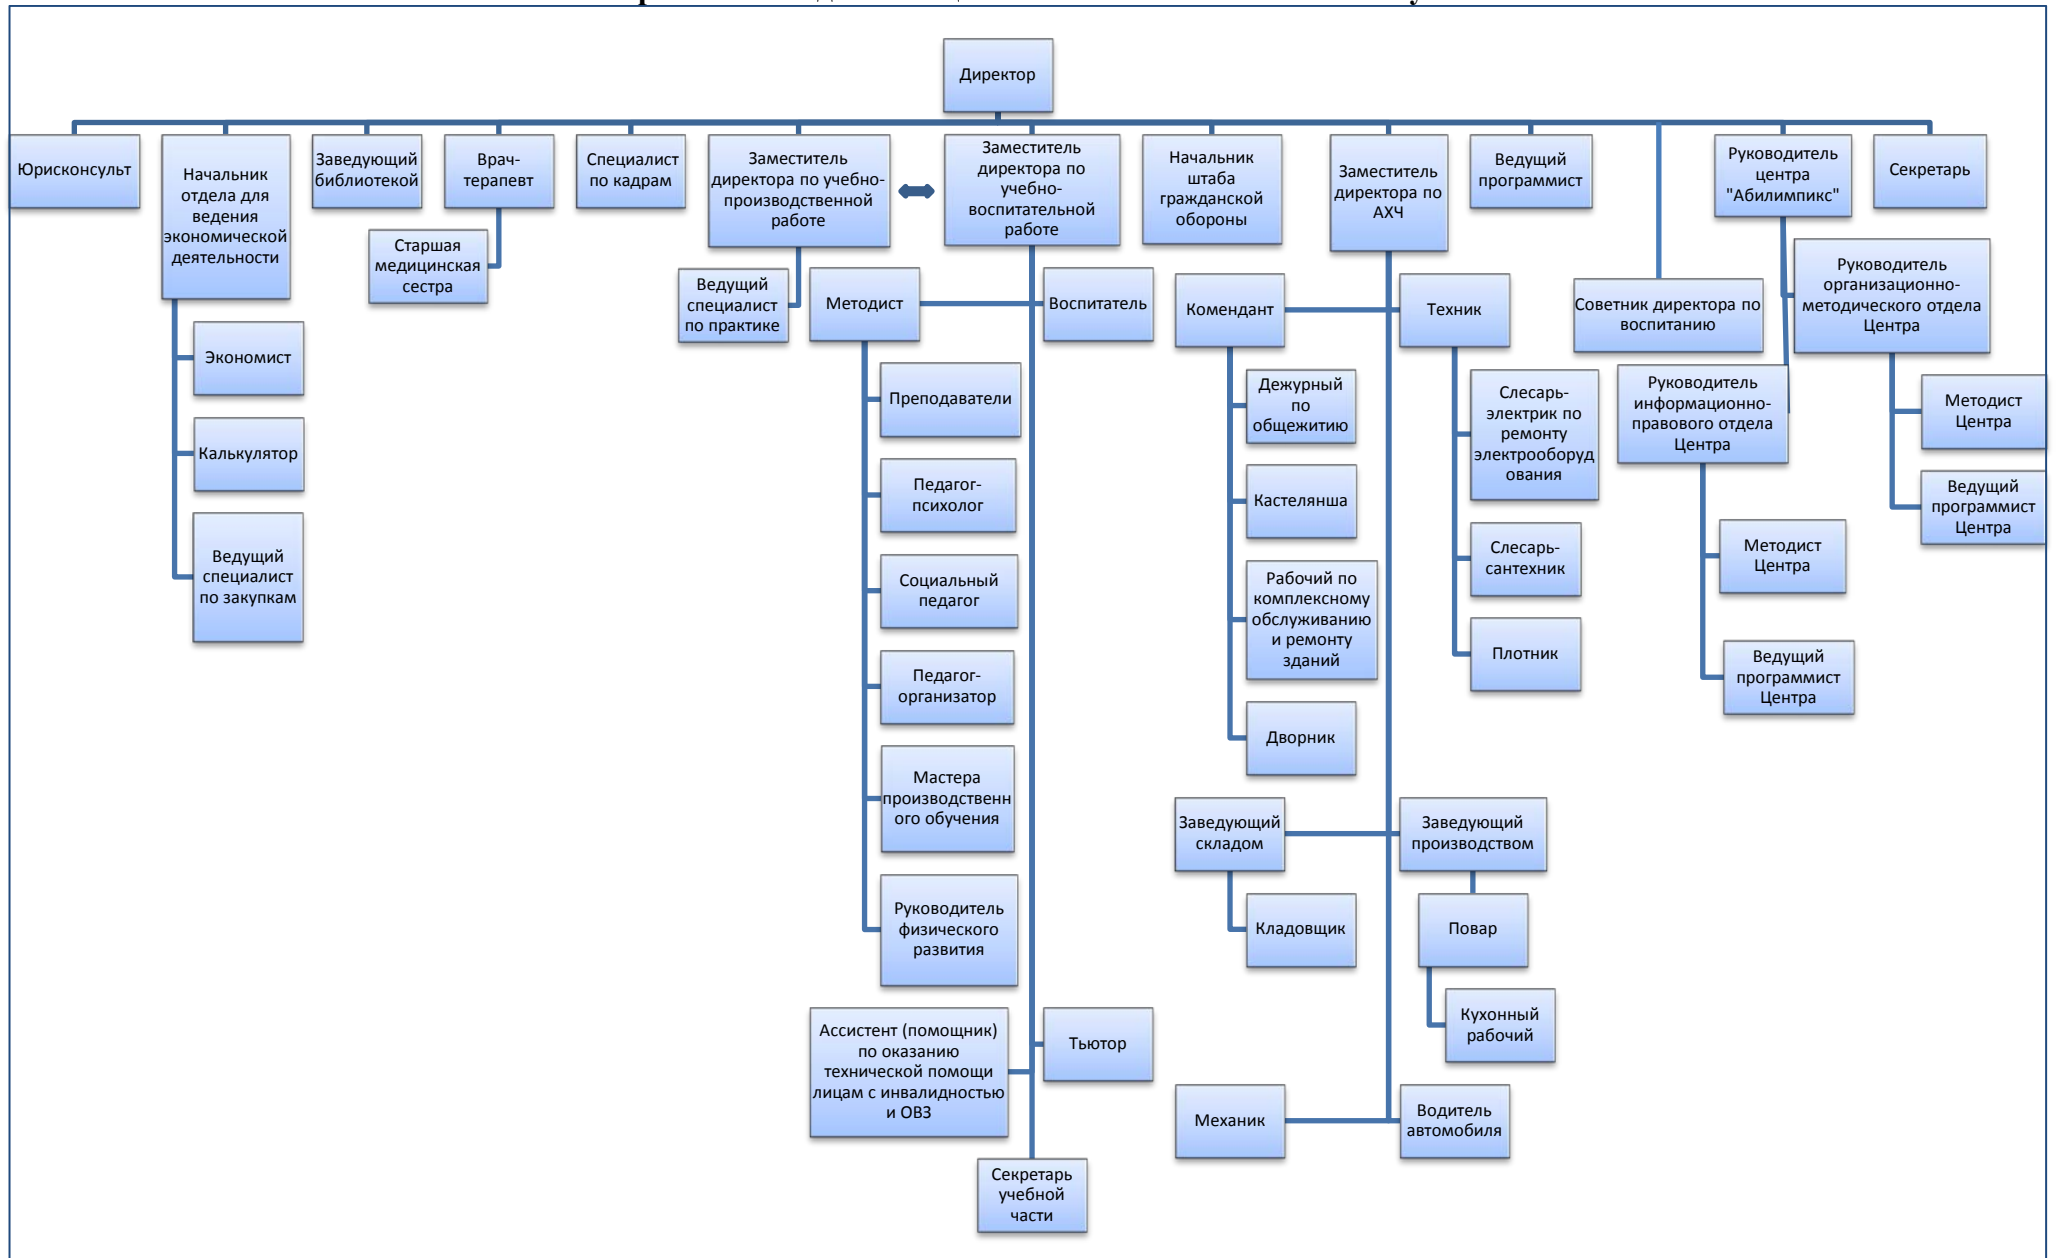 Директор
Юрисконсульт
Начальник
отдела для
ведения
экономической
деятельности
Заведующий
библиотекой
Врач-
терапевт
Специалист
по кадрам
Заместитель
директора по учебно-
производственной
работе
Заместитель
директора по
учебно-
воспитательной
работе
Начальник
штаба
гражданской
обороны
Заместитель
директора по
АХЧ
Ведущий
программист
Руководитель
центра
"Абилимпикс"
Секретарь
Старшая
медицинская
сестра
Ведущий
специалист
по практике
Методист
Воспитатель
Комендант
Техник
Советник директора по
воспитанию
Руководитель
организационно-
методического отдела
Центра
Экономист
Калькулятор
Ведущий
специалист
по закупкам
Преподаватели
Педагог-
психолог
Социальный
педагог
Педагог-
организатор
Мастера
производственн
ого обучения
Руководитель
физического
развития
Дежурный
по
общежитию
Кастелянша
Рабочий по
комплексному
обслуживанию
и ремонту
зданий
Дворник
Слесарь-
электрик по
ремонту
электрооборуд
ования
Слесарь-
сантехник
Плотник
Руководитель
информационно-
правового отдела
Центра
Методист
Центра
Ведущий
программист
Центра
Методист
Центра
Ведущий
программист
Центра
Заведующий
складом
Заведующий
производством
Кладовщик
Повар
Кухонный
рабочий
Ассистент (помощник)
по оказанию
технической помощи
лицам с инвалидностью
и ОВЗ
Тьютор
Механик
Водитель
автомобиля
Секретарь
учебной
части